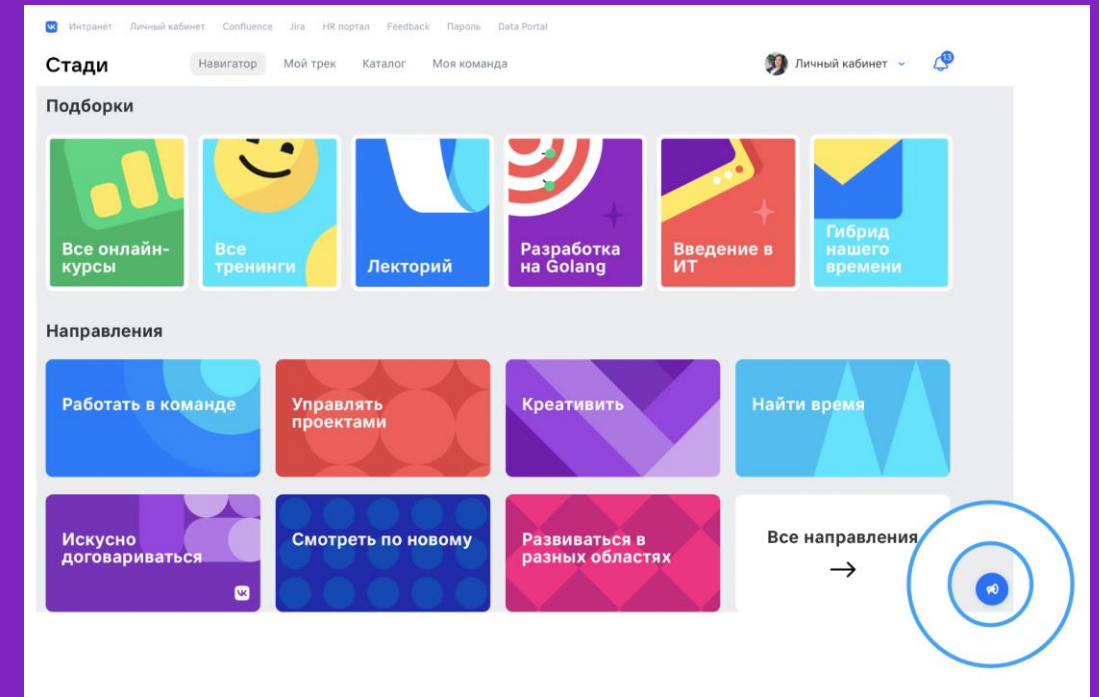 Интранет Личный кабинет Confluence Jira HR портал Feedback Пароль Data Portal
Стади Навигатор Мой трек Каталог Моя команда Личный кабинет 13
Подборки
Все онлайн-
курсы
Все
тренинги
Лекторий
Разработка
на Golang
Введение в
ИТ
Гибрид
нашего
времени
Направления
Работать в команде
Управлять
проектами
Креативить
Найти время
Искусно
договариваться
Смотреть по новому
Развиваться в
разных областях
Все направления